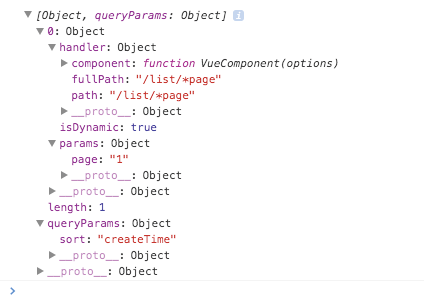 [Object, queryParams: Object] i
0: Object
handler: Object
component: function VueComponent(options)
fullPath: "/list/*page"
path: "/list/*page"
__proto__: Object
isDynamic: true
params: Object
page: "1"
__proto__: Object
__proto__: Object
length: 1
queryParams: Object
sort: "createTime"
__proto__: Object
__proto__: Object